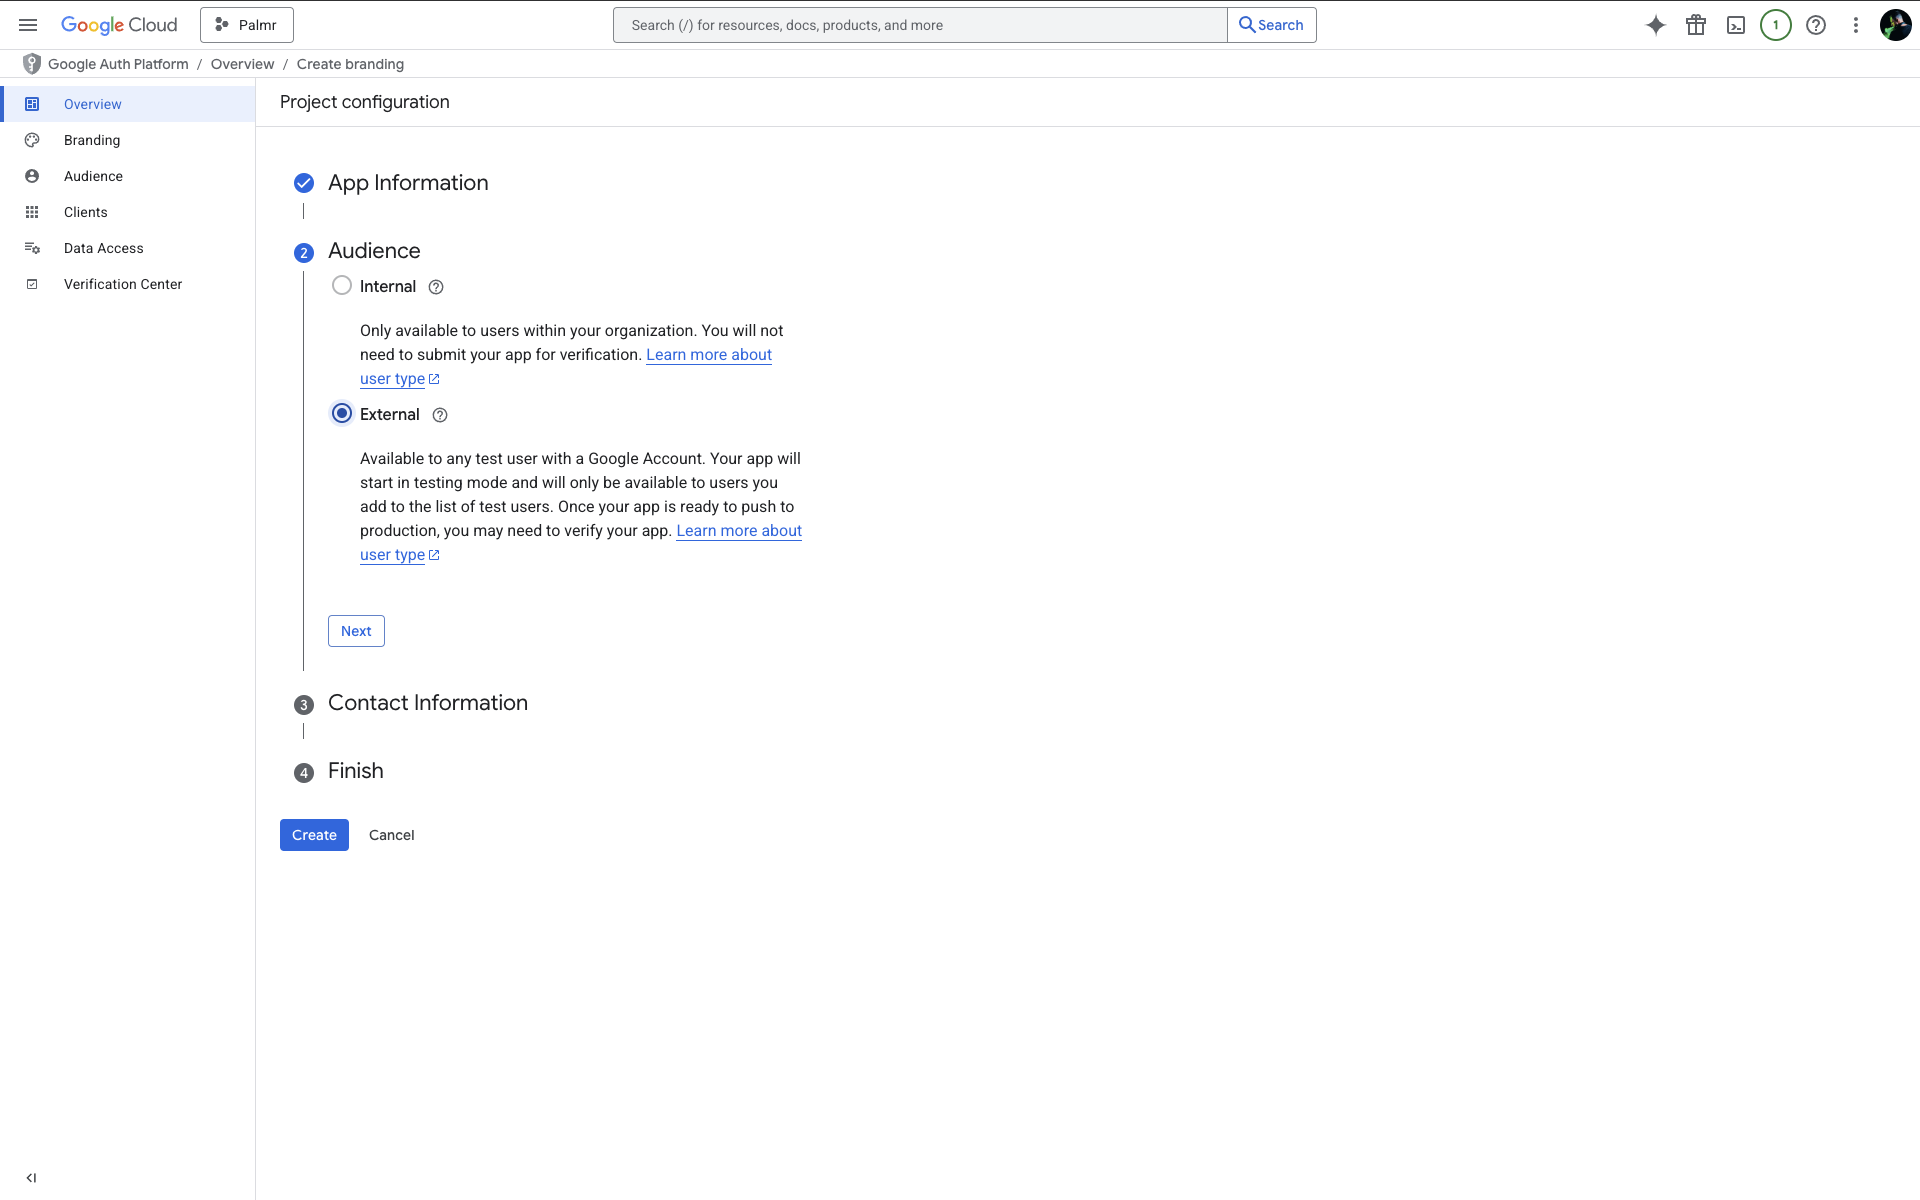 Google Cloud
Palmr
Search (/) for resources, docs, products, and more
Search
1
Google Auth Platform / Overview / Create branding
Overview
Branding
Audience
Clients
Data Access
Verification Center
Project configuration
App Information
2 Audience
Internal
Only available to users within your organization. You will not
need to submit your app for verification. Learn more about
user type
External
Available to any test user with a Google Account. Your app will
start in testing mode and will only be available to users you
add to the list of test users. Once your app is ready to push to
production, you may need to verify your app. Learn more about
user type
Next
3 Contact Information
4 Finish
Create Cancel